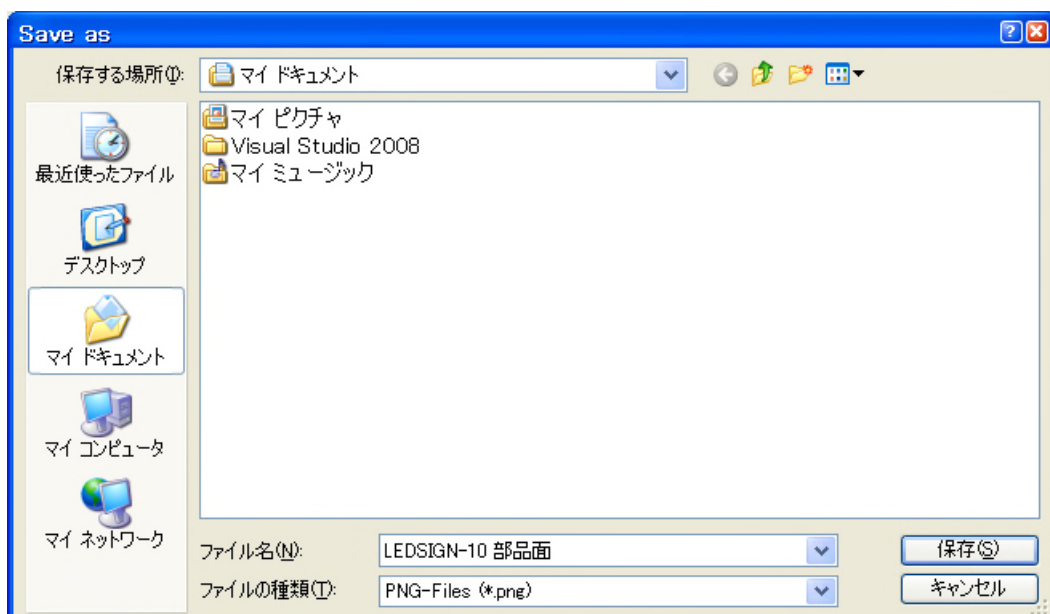 Save as
保存する場所(I):
マイ ドキュメント
マイ ピクチャ
Visual Studio 2008
マイ ミュージック
最近使ったファイル
デスクトップ
マイ ドキュメント
マイ コンピュータ
マイ ネットワーク
ファイル名(N):
LEDSIGN-10 部品面
保存(S)
ファイルの種類(T):
PNG-Files (*.png)
キャンセル